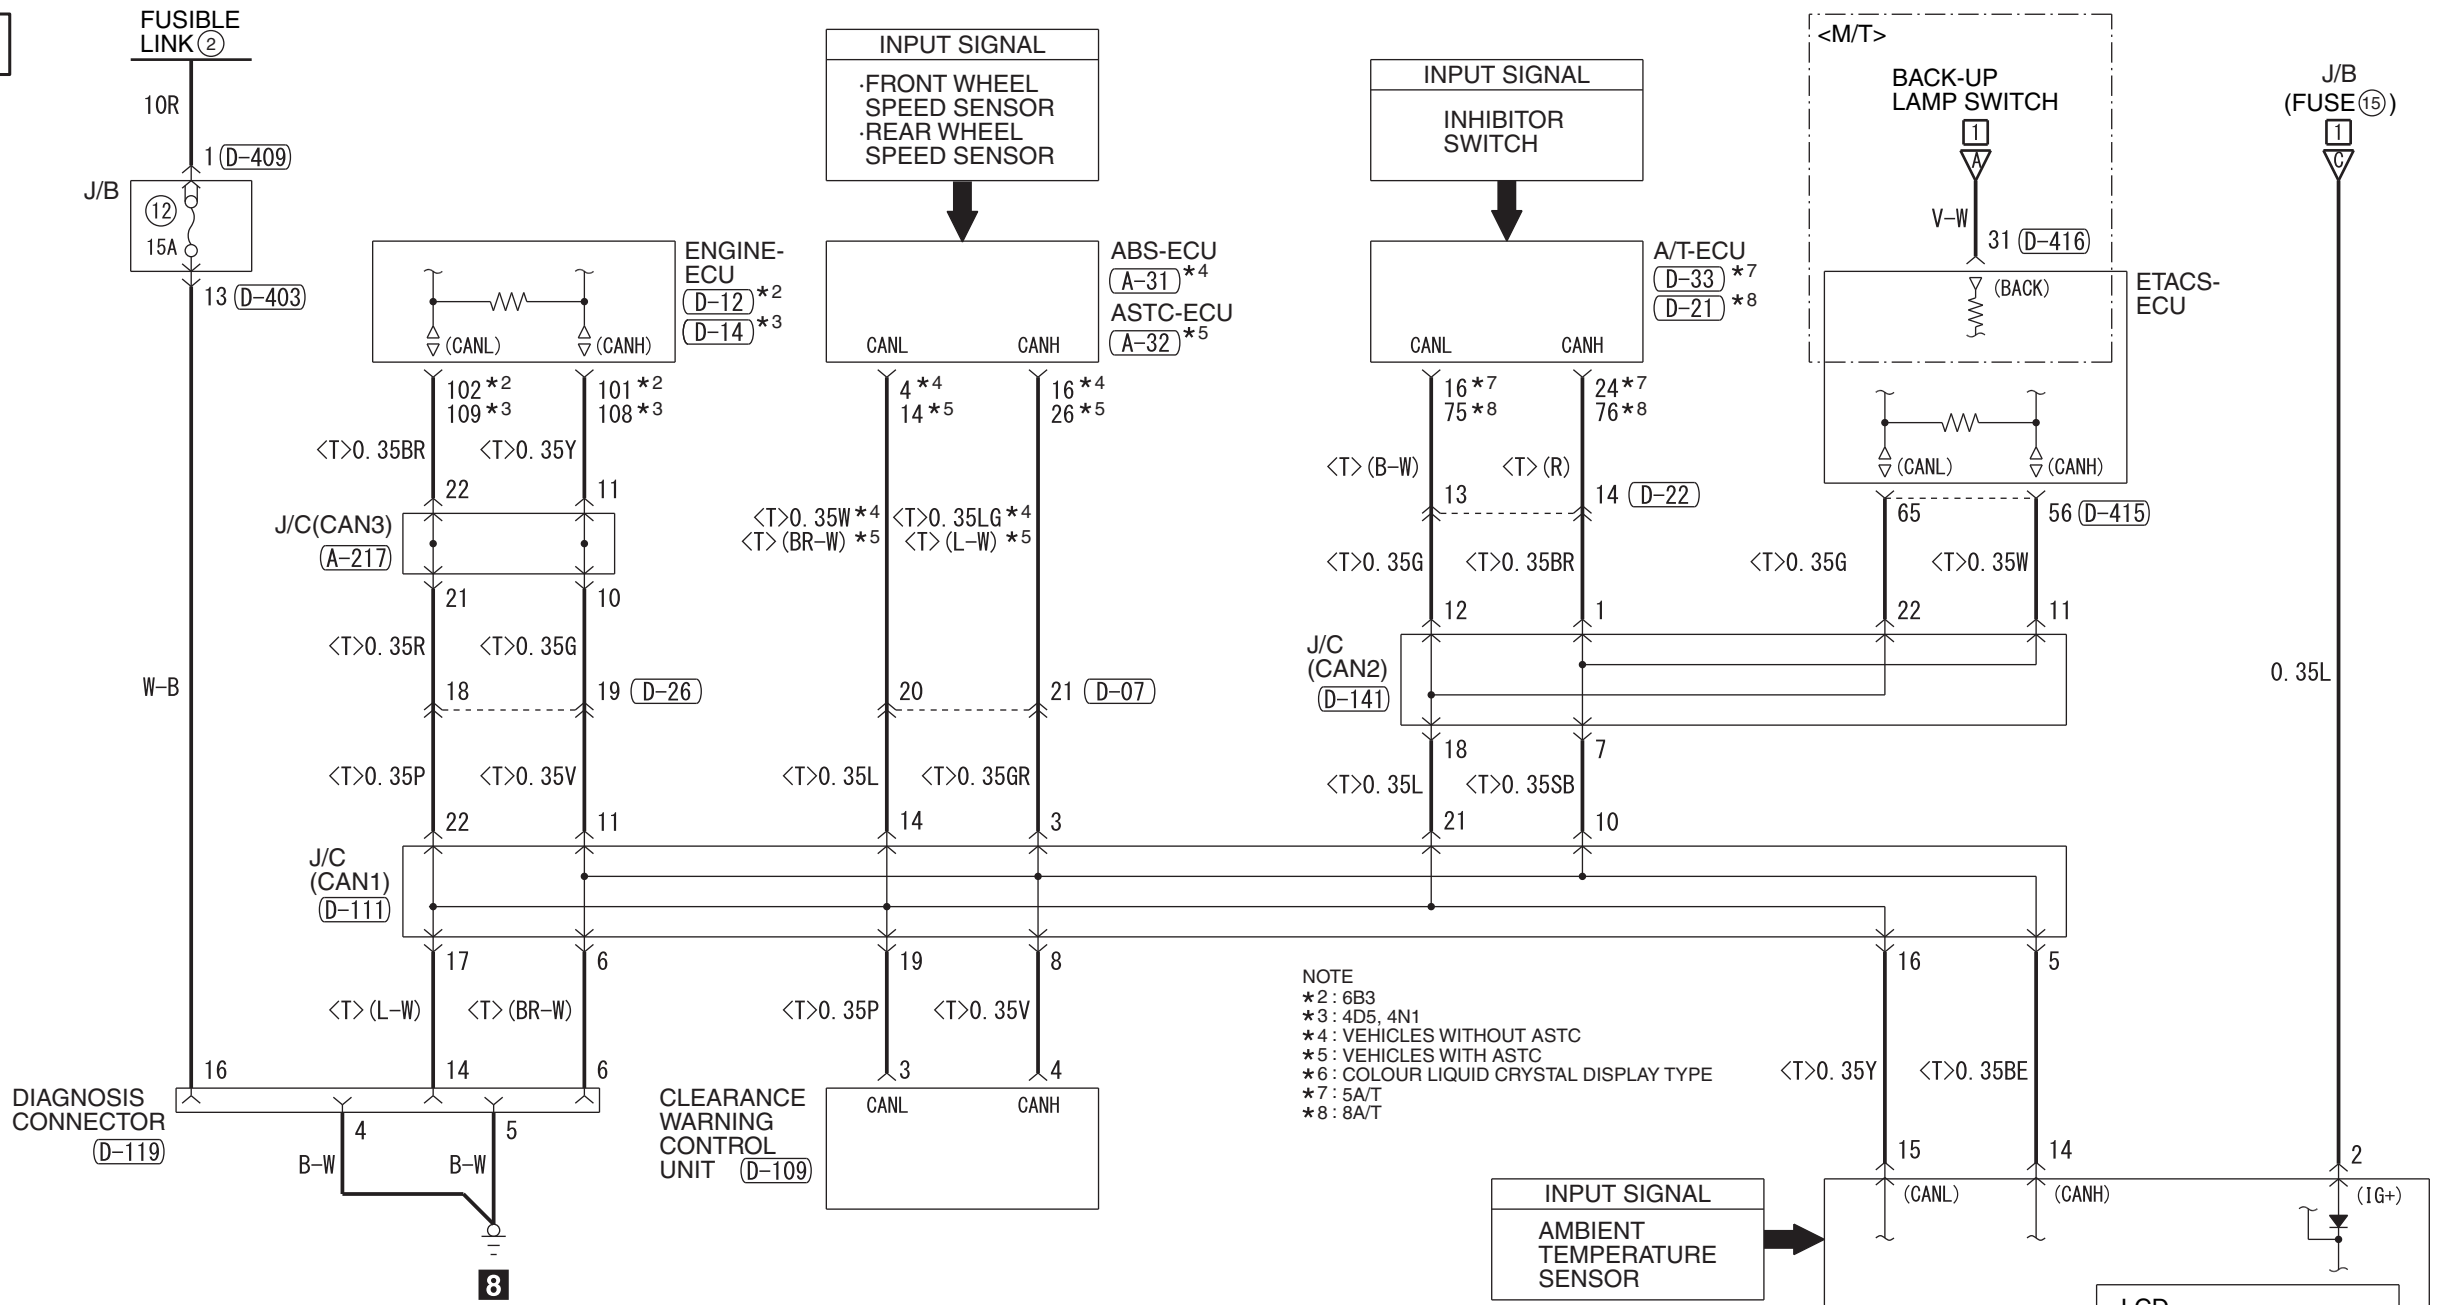 FUSIBLE
LINK ②
10R
1 (D-409)
J/B
⑫
15A
13 (D-403)
W-B
16
ENGINE-
ECU
(D-12) *2
(D-14) *3
(CANL) (CANH)
102 *2 101 *2
109 *3 108 *3
<T>0.35BR <T>0.35Y
22 11
J/C(CAN3)
(A-217)
21 10
<T>0.35R <T>0.35G
18 19 (D-26)
<T>0.35P <T>0.35V
22 11
INPUT SIGNAL
·FRONT WHEEL
SPEED SENSOR
·REAR WHEEL
SPEED SENSOR
ABS-ECU
(A-31) *4
ASTC-ECU
(A-32) *5
CANL CANH
4 *4 16 *4
14 *5 26 *5
<T>0.35W *4 <T>0.35LG *4
<T>(BR-W) *5 <T>(L-W) *5
20 21 (D-07)
<T>0.35L <T>0.35GR
14 3
INPUT SIGNAL
INHIBITOR
SWITCH
A/T-ECU
(D-33) *7
(D-21) *8
CANL CANH
16 *7 24 *7
75 *8 76 *8
<T>(B-W) <T>(R)
13 14 (D-22)
<T>0.35G <T>0.35BR
12 1
<M/T>
BACK-UP
LAMP SWITCH
1
A
V-W
31 (D-416)
(BACK)
ETACS-
ECU
(CANL) (CANH)
65 56 (D-415)
<T>0.35G <T>0.35W
22 11
J/C
(CAN2)
(D-141)
18 7
<T>0.35L <T>0.35SB
21 10
J/B
(FUSE ⑮)
1
C
0.35L
2
J/C
(CAN1)
(D-111)
17 6 19 8 16 5
<T>(L-W) <T>(BR-W)
14 6
DIAGNOSIS
CONNECTOR
(D-119)
4 5
B-W B-W
8
<T>0.35P <T>0.35V
3 4
CLEARANCE
WARNING
CONTROL
UNIT (D-109)
CANL CANH
NOTE
*2 : 6B3
*3 : 4D5, 4N1
*4 : VEHICLES WITHOUT ASTC
*5 : VEHICLES WITH ASTC
*6 : COLOUR LIQUID CRYSTAL DISPLAY TYPE
*7 : 5A/T
*8 : 8A/T
<T>0.35Y <T>0.35BE
15 14
(CANL) (CANH) (IG+)
INPUT SIGNAL
AMBIENT
TEMPERATURE
SENSOR